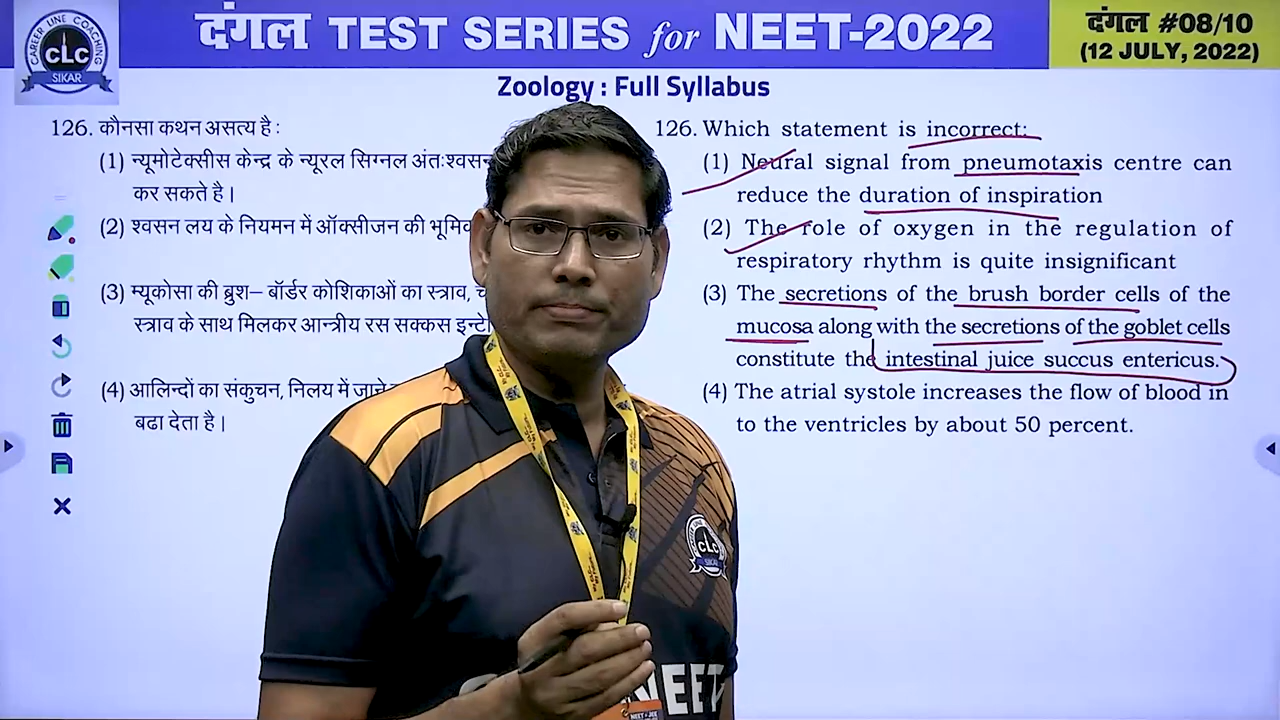 दंगल TEST SERIES for NEET-2022
दंगल #08/10
(12 JULY, 2022)
CAREER LINE COACHING
CLC
SIKAR
Zoology : Full Syllabus
126. कौनसा कथन असत्य है :
(1) न्यूमोटेक्सीस केन्द्र के न्यूरल सिग्नल अंतःश्वसन
कर सकते है।
(2) श्वसन लय के नियमन में ऑक्सीजन की
(3) म्यूकोसा की ब्रुश– बॉर्डर कोशिकाओं का स्त्राव,
स्त्राव के साथ मिलकर आन्त्रीय रस सक्कस
(4) आलिन्दों का संकुचन, निलय में जाने
बढा देता है।
126. Which statement is incorrect:
(1) Neural signal from pneumotaxis centre can
reduce the duration of inspiration
(2) The role of oxygen in the regulation of
respiratory rhythm is quite insignificant
(3) The secretions of the brush border cells of the
mucosa along with the secretions of the goblet cells
constitute the intestinal juice succus entericus.
(4) The atrial systole increases the flow of blood in
to the ventricles by about 50 percent.
CLC
SIKAR
NEET
NEET